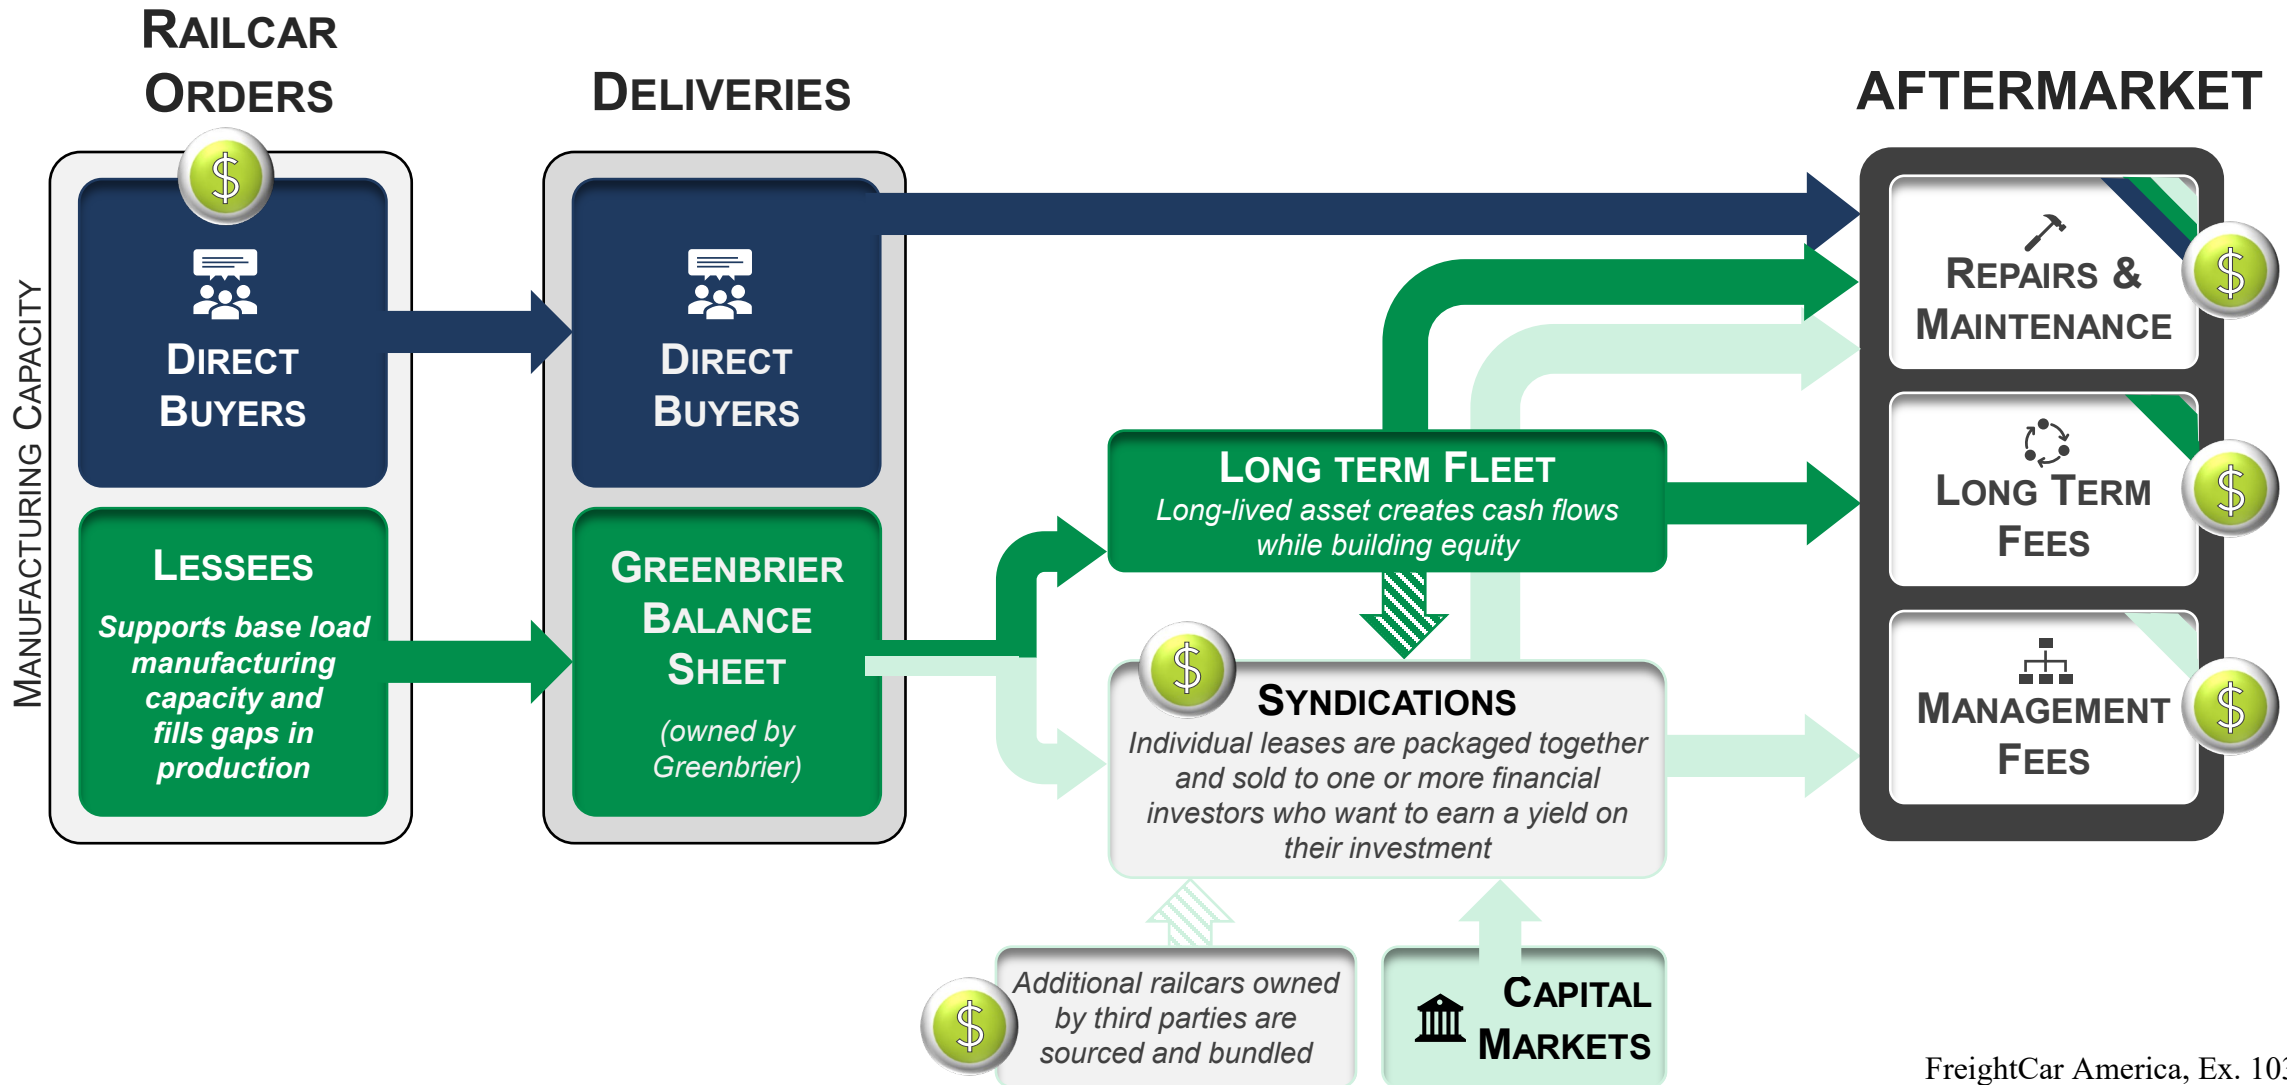 RAILCAR
ORDERS
DELIVERIES
AFTERMARKET
MANUFACTURING CAPACITY
$
DIRECT
BUYERS
LESSEES
Supports base load
manufacturing
capacity and
fills gaps in
production
DIRECT
BUYERS
GREENBRIER
BALANCE
SHEET
(owned by
Greenbrier)
LONG TERM FLEET
Long-lived asset creates cash flows
while building equity
$
SYNDICATIONS
Individual leases are packaged together
and sold to one or more financial
investors who want to earn a yield on
their investment
$
Additional railcars owned
by third parties are
sourced and bundled
CAPITAL
MARKETS
REPAIRS &
MAINTENANCE
$
LONG TERM
FEES
$
MANAGEMENT
FEES
$
FreightCar America, Ex. 103